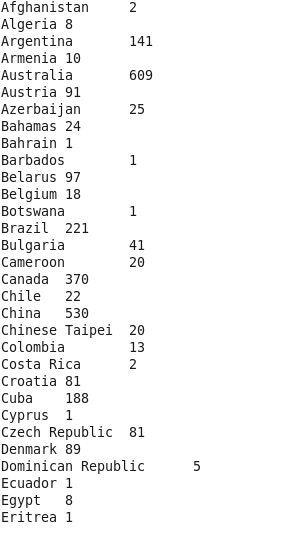 Afghanistan	2
Algeria	8
Argentina	141
Armenia	10
Australia	609
Austria	91
Azerbaijan	25
Bahamas	24
Bahrain	1
Barbados	1
Belarus	97
Belgium	18
Botswana	1
Brazil	221
Bulgaria	41
Cameroon	20
Canada	370
Chile	22
China	530
Chinese Taipei	20
Colombia	13
Costa Rica	2
Croatia	81
Cuba	188
Cyprus	1
Czech Republic	81
Denmark	89
Dominican Republic	5
Ecuador	1
Egypt	8
Eritrea	1